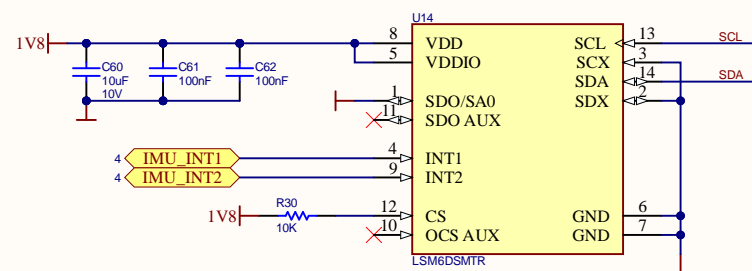 U14
1V8
8
VDD
SCL
13
SCL
5
VDDIO
SCX
3
C60
10uF
10V
C61
100nF
C62
100nF
SDA
14
SDA
1
SDO/SA0
SDX
2
11
SDO AUX
4
IMU_INT1
4
INT1
4
IMU_INT2
9
INT2
R30
1V8
10K
12
CS
GND
6
10
OCS AUX
GND
7
LSM6DSMTR